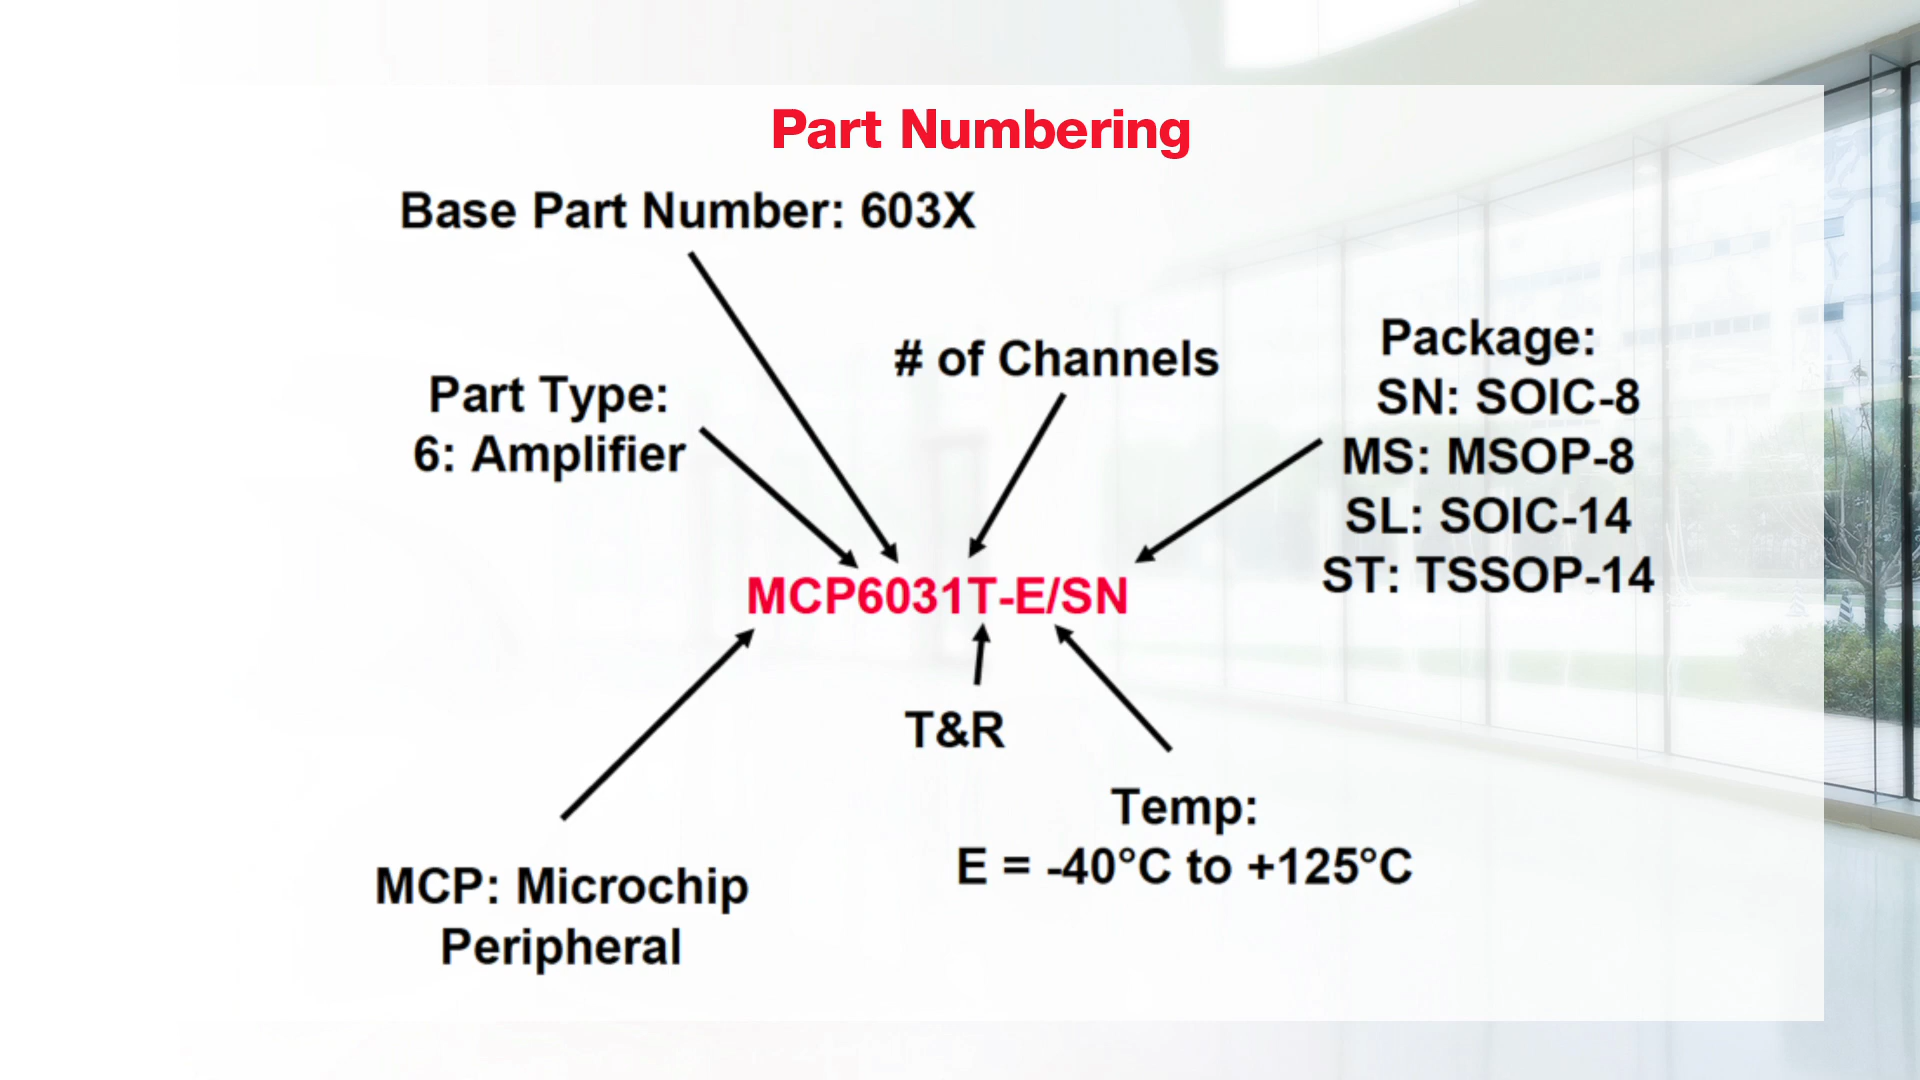 Part Numbering
Base Part Number: 603X
# of Channels
Package:
SN: SOIC-8
MS: MSOP-8
SL: SOIC-14
ST: TSSOP-14
Part Type:
6: Amplifier
MCP6031T-E/SN
T&R
Temp:
E = -40°C to +125°C
MCP: Microchip
Peripheral